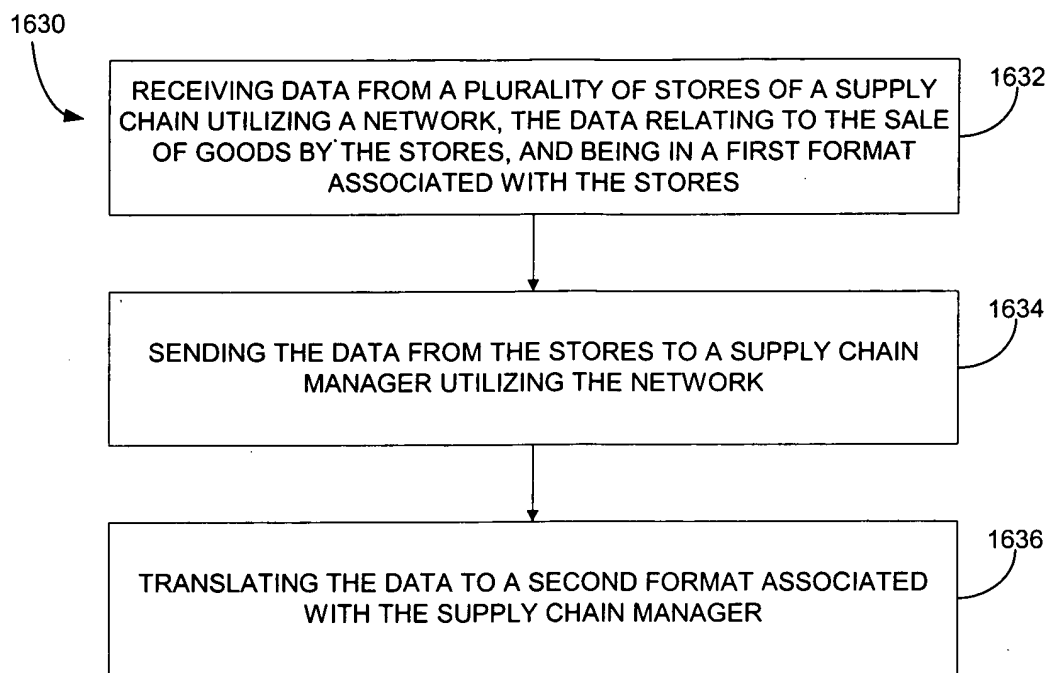 1630
RECEIVING DATA FROM A PLURALITY OF STORES OF A SUPPLY
CHAIN UTILIZING A NETWORK, THE DATA RELATING TO THE SALE
OF GOODS BY THE STORES, AND BEING IN A FIRST FORMAT
ASSOCIATED WITH THE STORES
1632
SENDING THE DATA FROM THE STORES TO A SUPPLY CHAIN
MANAGER UTILIZING THE NETWORK
1634
TRANSLATING THE DATA TO A SECOND FORMAT ASSOCIATED
WITH THE SUPPLY CHAIN MANAGER
1636